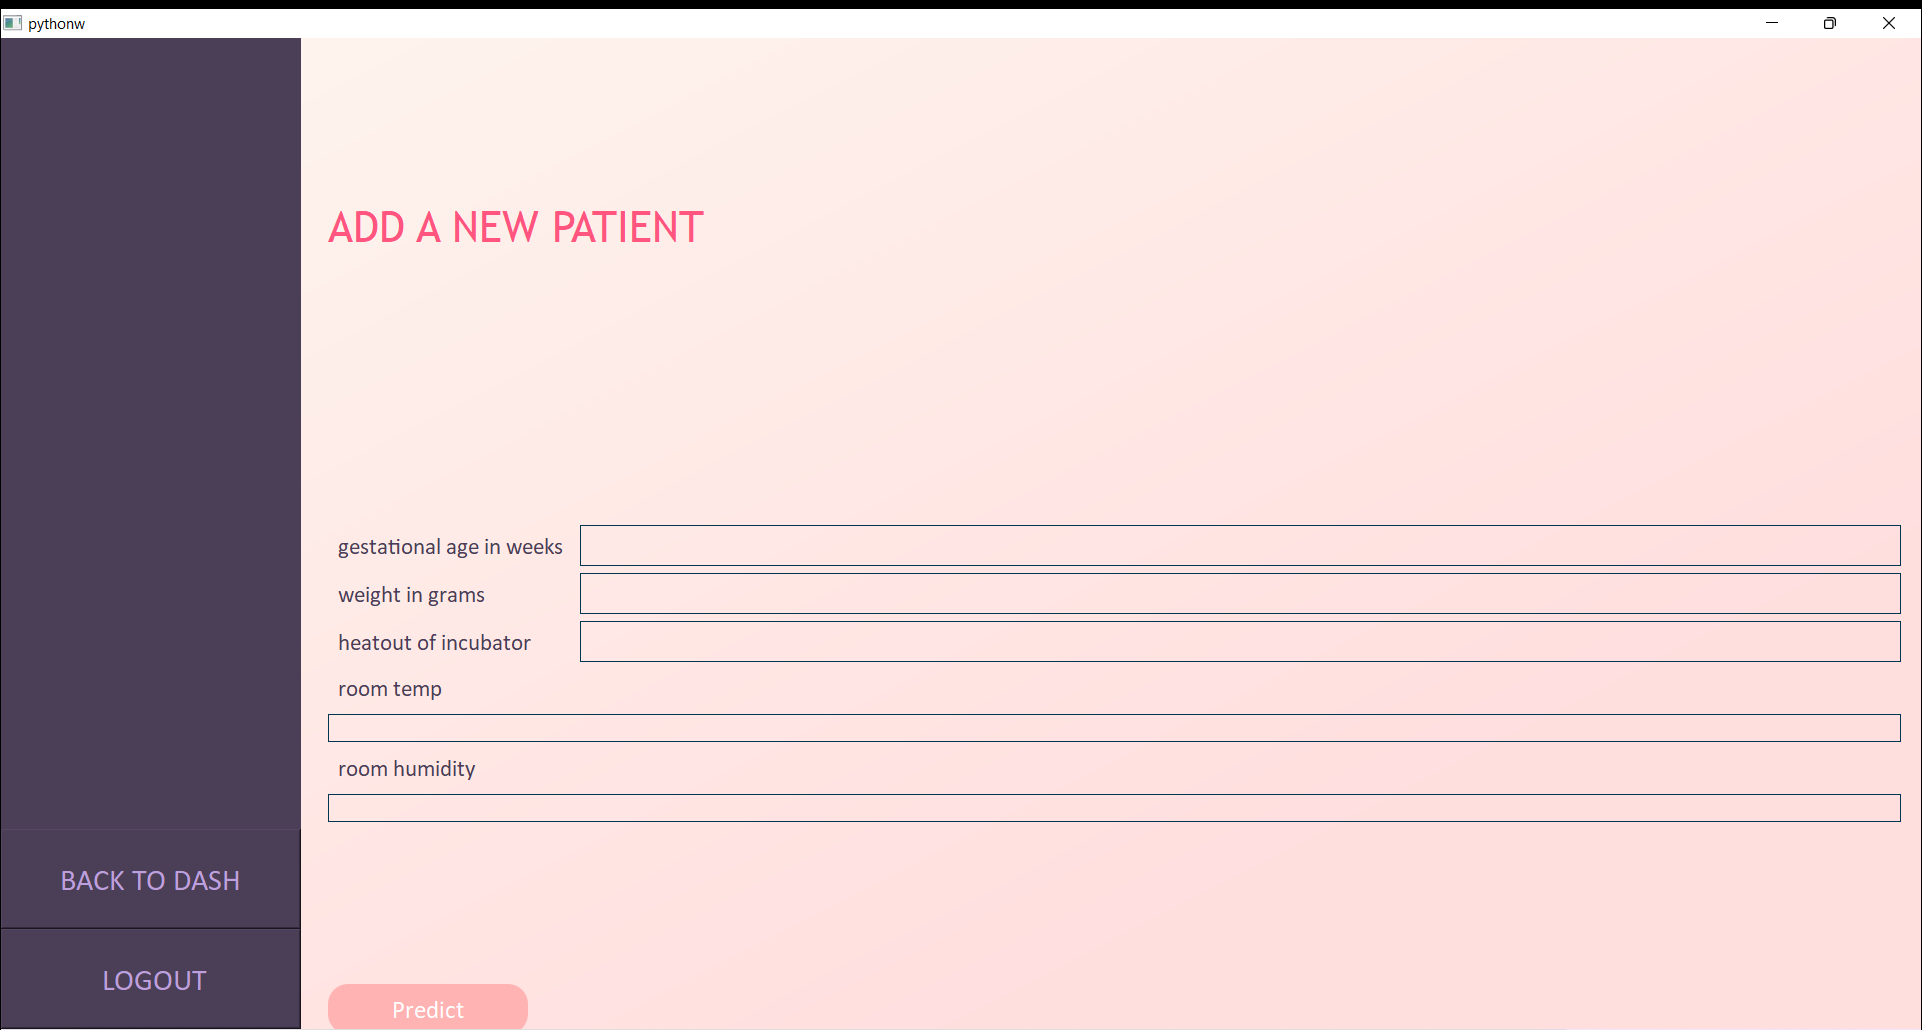 pythonw
ADD A NEW PATIENT
gestational age in weeks
weight in grams
heatout of incubator
room temp
room humidity
BACK TO DASH
LOGOUT
Predict